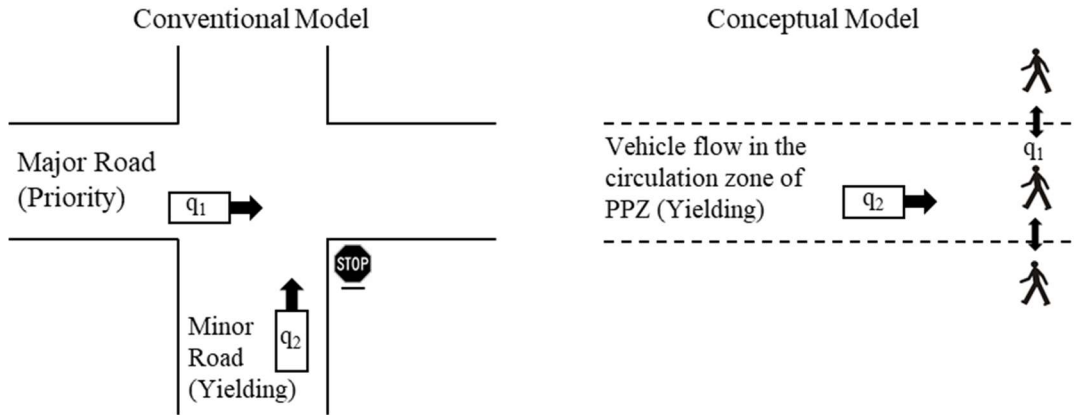 Conventional Model
Major Road
(Priority)
q₁
STOP
Minor
Road
(Yielding)
q₂
Conceptual Model
Vehicle flow in the
circulation zone of
PPZ (Yielding)
q₂
q₁